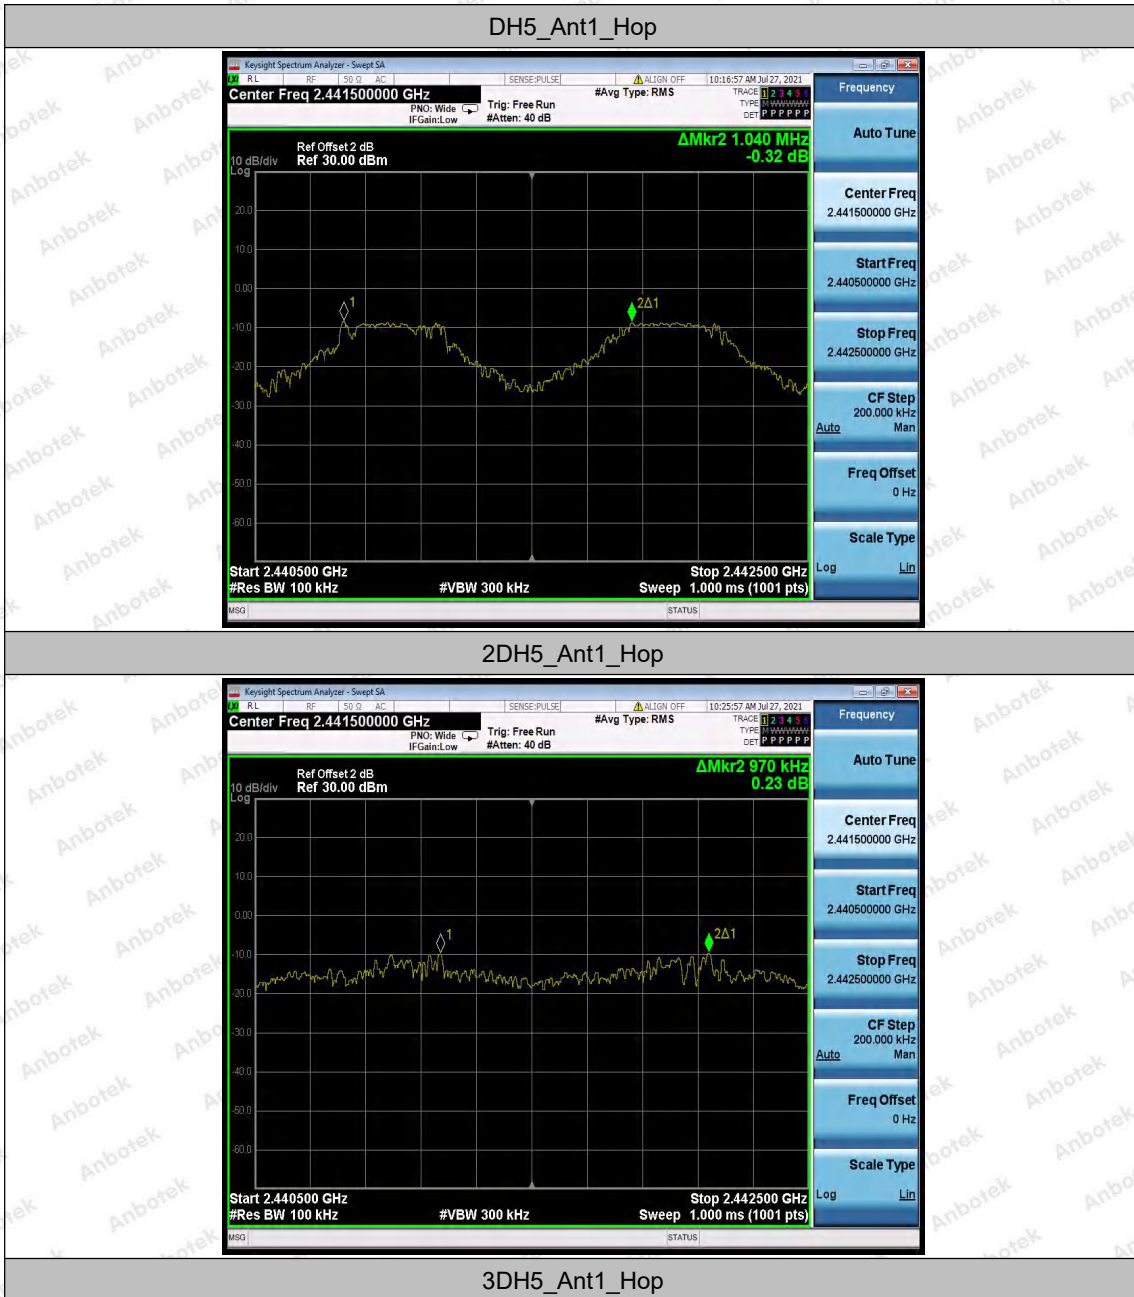 DH5_Ant1_Hop
Keysight Spectrum Analyzer - Swept SA
RL RF 50 Ω AC SENSE:PULSE ALIGN OFF 10:16:57 AM Jul 27, 2021
Center Freq 2.441500000 GHz #Avg Type: RMS TRACE 1 2 3 4 5 6
PNO: Wide Trig: Free Run TYPE M WWWWW
IFGain:Low #Atten: 40 dB DET P P P P P P
ΔMkr2 1.040 MHz
-0.32 dB
Ref Offset 2 dB
10 dB/div Ref 30.00 dBm
Log
20.0
10.0
0.00
-10.0
-20.0
-30.0
-40.0
-50.0
-60.0
1
2Δ1
Start 2.440500 GHz Stop 2.442500 GHz
#Res BW 100 kHz #VBW 300 kHz Sweep 1.000 ms (1001 pts)
MSG STATUS
Frequency
Auto Tune
Center Freq
2.441500000 GHz
Start Freq
2.440500000 GHz
Stop Freq
2.442500000 GHz
CF Step
200.000 kHz
Auto Man
Freq Offset
0 Hz
Scale Type
Log Lin
2DH5_Ant1_Hop
Keysight Spectrum Analyzer - Swept SA
RL RF 50 Ω AC SENSE:PULSE ALIGN OFF 10:25:57 AM Jul 27, 2021
Center Freq 2.441500000 GHz #Avg Type: RMS TRACE 1 2 3 4 5 6
PNO: Wide Trig: Free Run TYPE M WWWWW
IFGain:Low #Atten: 40 dB DET P P P P P P
ΔMkr2 970 kHz
0.23 dB
Ref Offset 2 dB
10 dB/div Ref 30.00 dBm
Log
20.0
10.0
0.00
-10.0
-20.0
-30.0
-40.0
-50.0
-60.0
1
2Δ1
Start 2.440500 GHz Stop 2.442500 GHz
#Res BW 100 kHz #VBW 300 kHz Sweep 1.000 ms (1001 pts)
MSG STATUS
Frequency
Auto Tune
Center Freq
2.441500000 GHz
Start Freq
2.440500000 GHz
Stop Freq
2.442500000 GHz
CF Step
200.000 kHz
Auto Man
Freq Offset
0 Hz
Scale Type
Log Lin
3DH5_Ant1_Hop
Anbotek